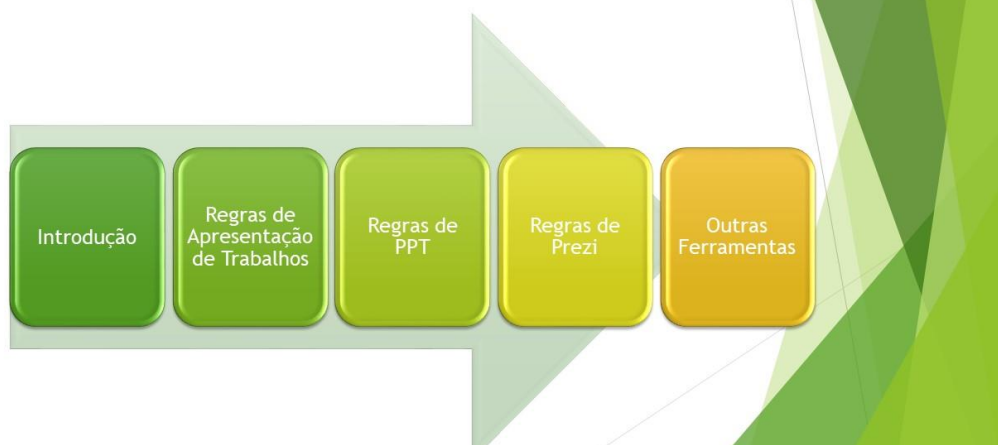 Introdução
Regras de
Apresentação
de Trabalhos
Regras de
PPT
Regras de
Prezi
Outras
Ferramentas